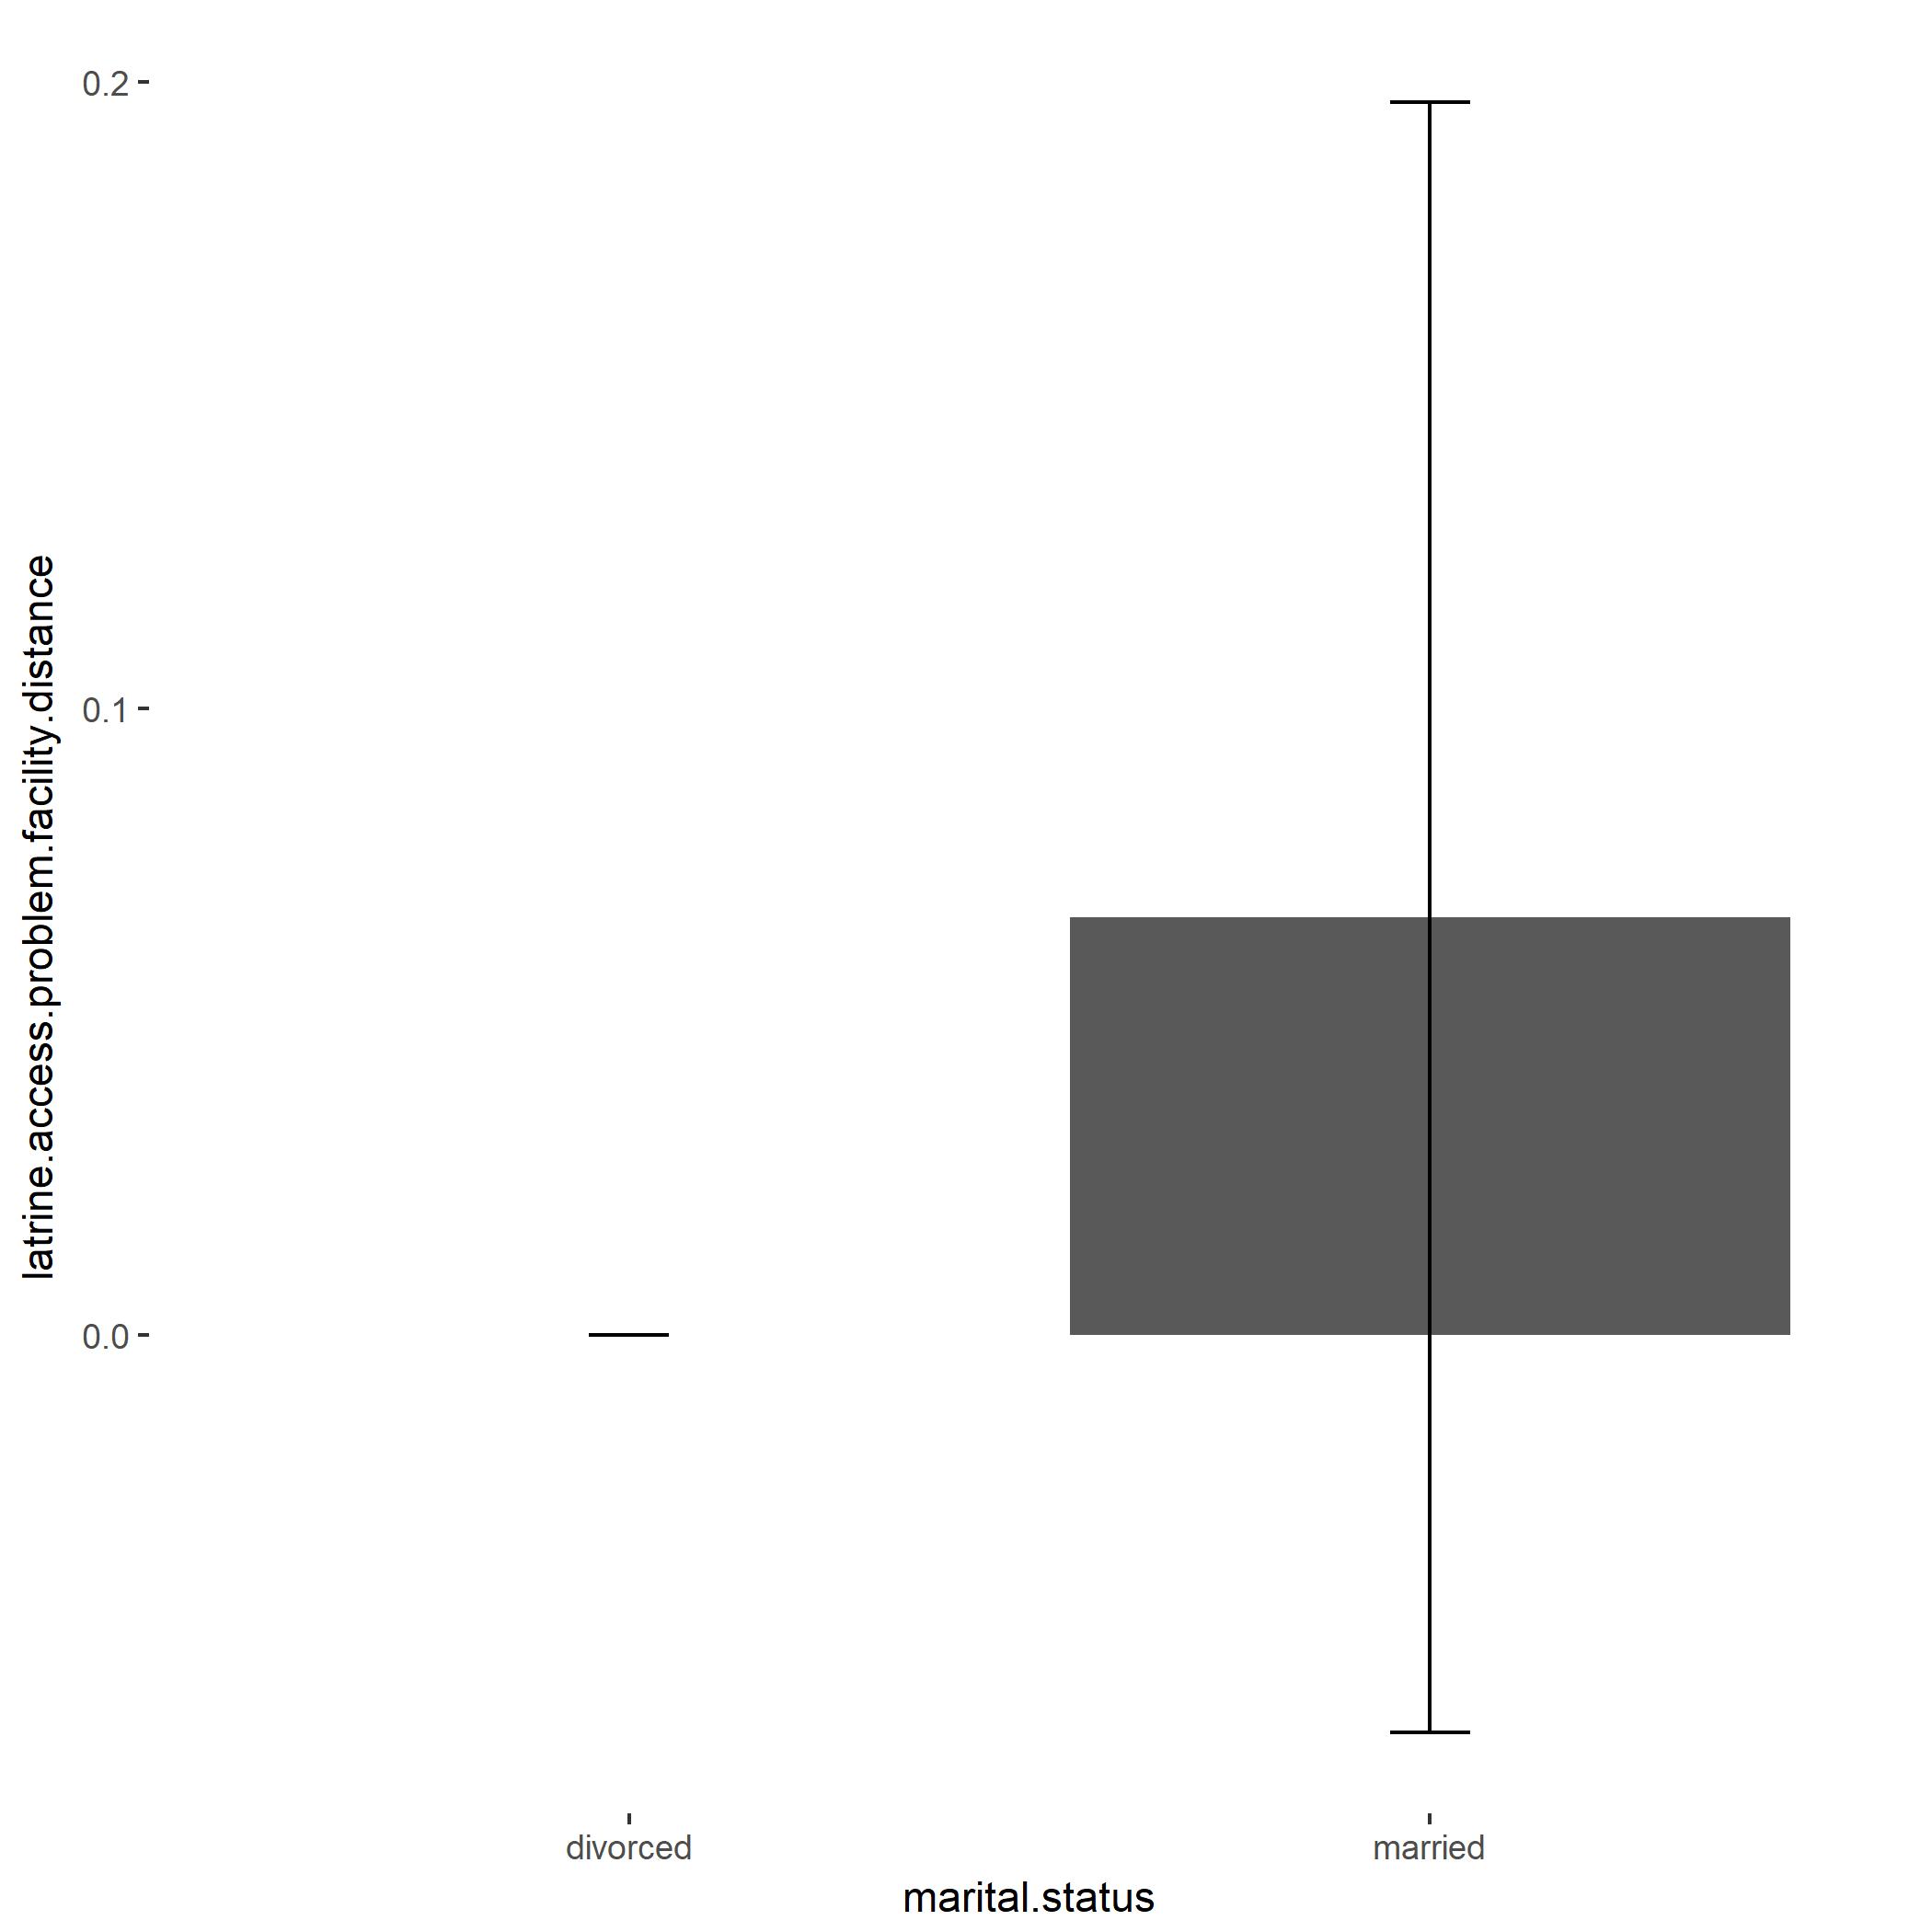 0.2
0.1
0.0
latrine.access.problem.facility.distance
divorced
married
marital.status